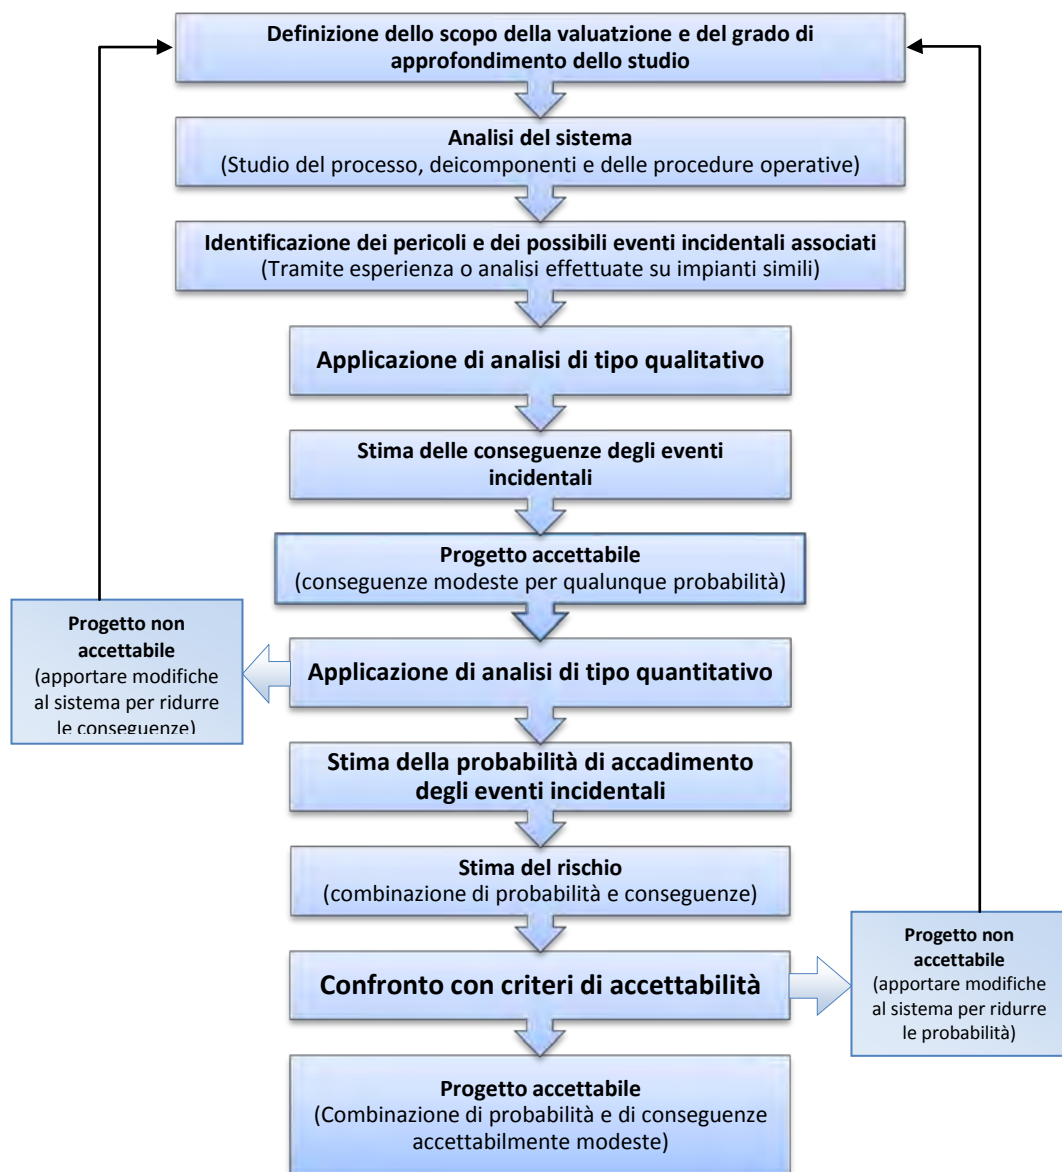 Definizione dello scopo della valuatzione e del grado di
approfondimento dello studio
Analisi del sistema
(Studio del processo, deicomponenti e delle procedure operative)
Identificazione dei pericoli e dei possibili eventi incidentali associati
(Tramite esperienza o analisi effettuate su impianti simili)
Applicazione di analisi di tipo qualitativo
Stima delle conseguenze degli eventi
incidentali
Progetto accettabile
(conseguenze modeste per qualunque probabilità)
Progetto non
accettabile
(apportare modifiche
al sistema per ridurre
le conseguenze)
Applicazione di analisi di tipo quantitativo
Stima della probabilità di accadimento
degli eventi incidentali
Stima del rischio
(combinazione di probabilità e conseguenze)
Confronto con criteri di accettabilità
Progetto non
accettabile
(apportare modifiche
al sistema per ridurre
le probabilità)
Progetto accettabile
(Combinazione di probabilità e di conseguenze
accettabilmente modeste)